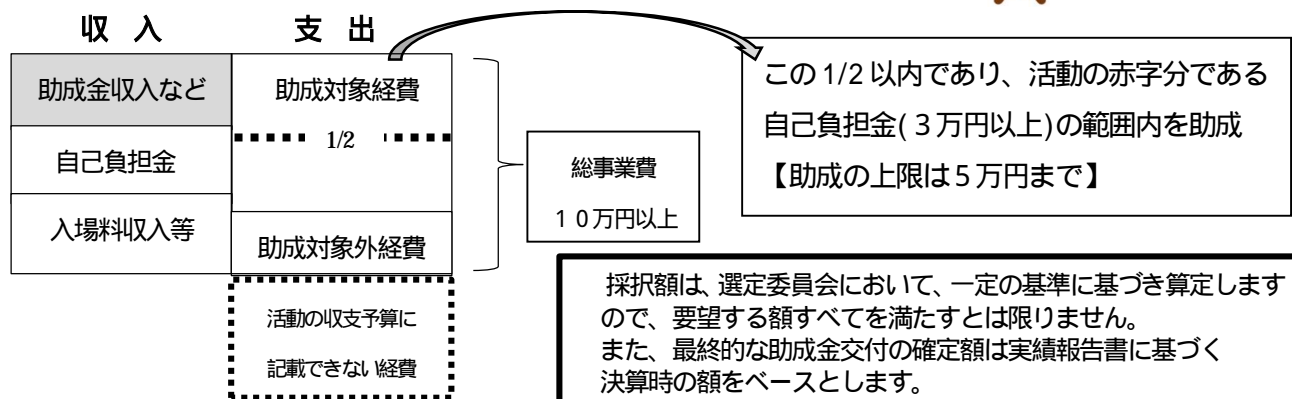 収 入
支 出
助成金収入など
自己負担金
入場料収入等
助成対象経費
1/2
助成対象外経費
活動の収支予算に
記載できない経費
総事業費
１０万円以上
この 1/2 以内であり、活動の赤字分である
自己負担金(３万円以上)の範囲内を助成
【助成の上限は５万円まで】
採択額は、選定委員会において、一定の基準に基づき算定します
ので、要望する額すべてを満たすとは限りません。
また、最終的な助成金交付の確定額は実績報告書に基づく
決算時の額をベースとします。